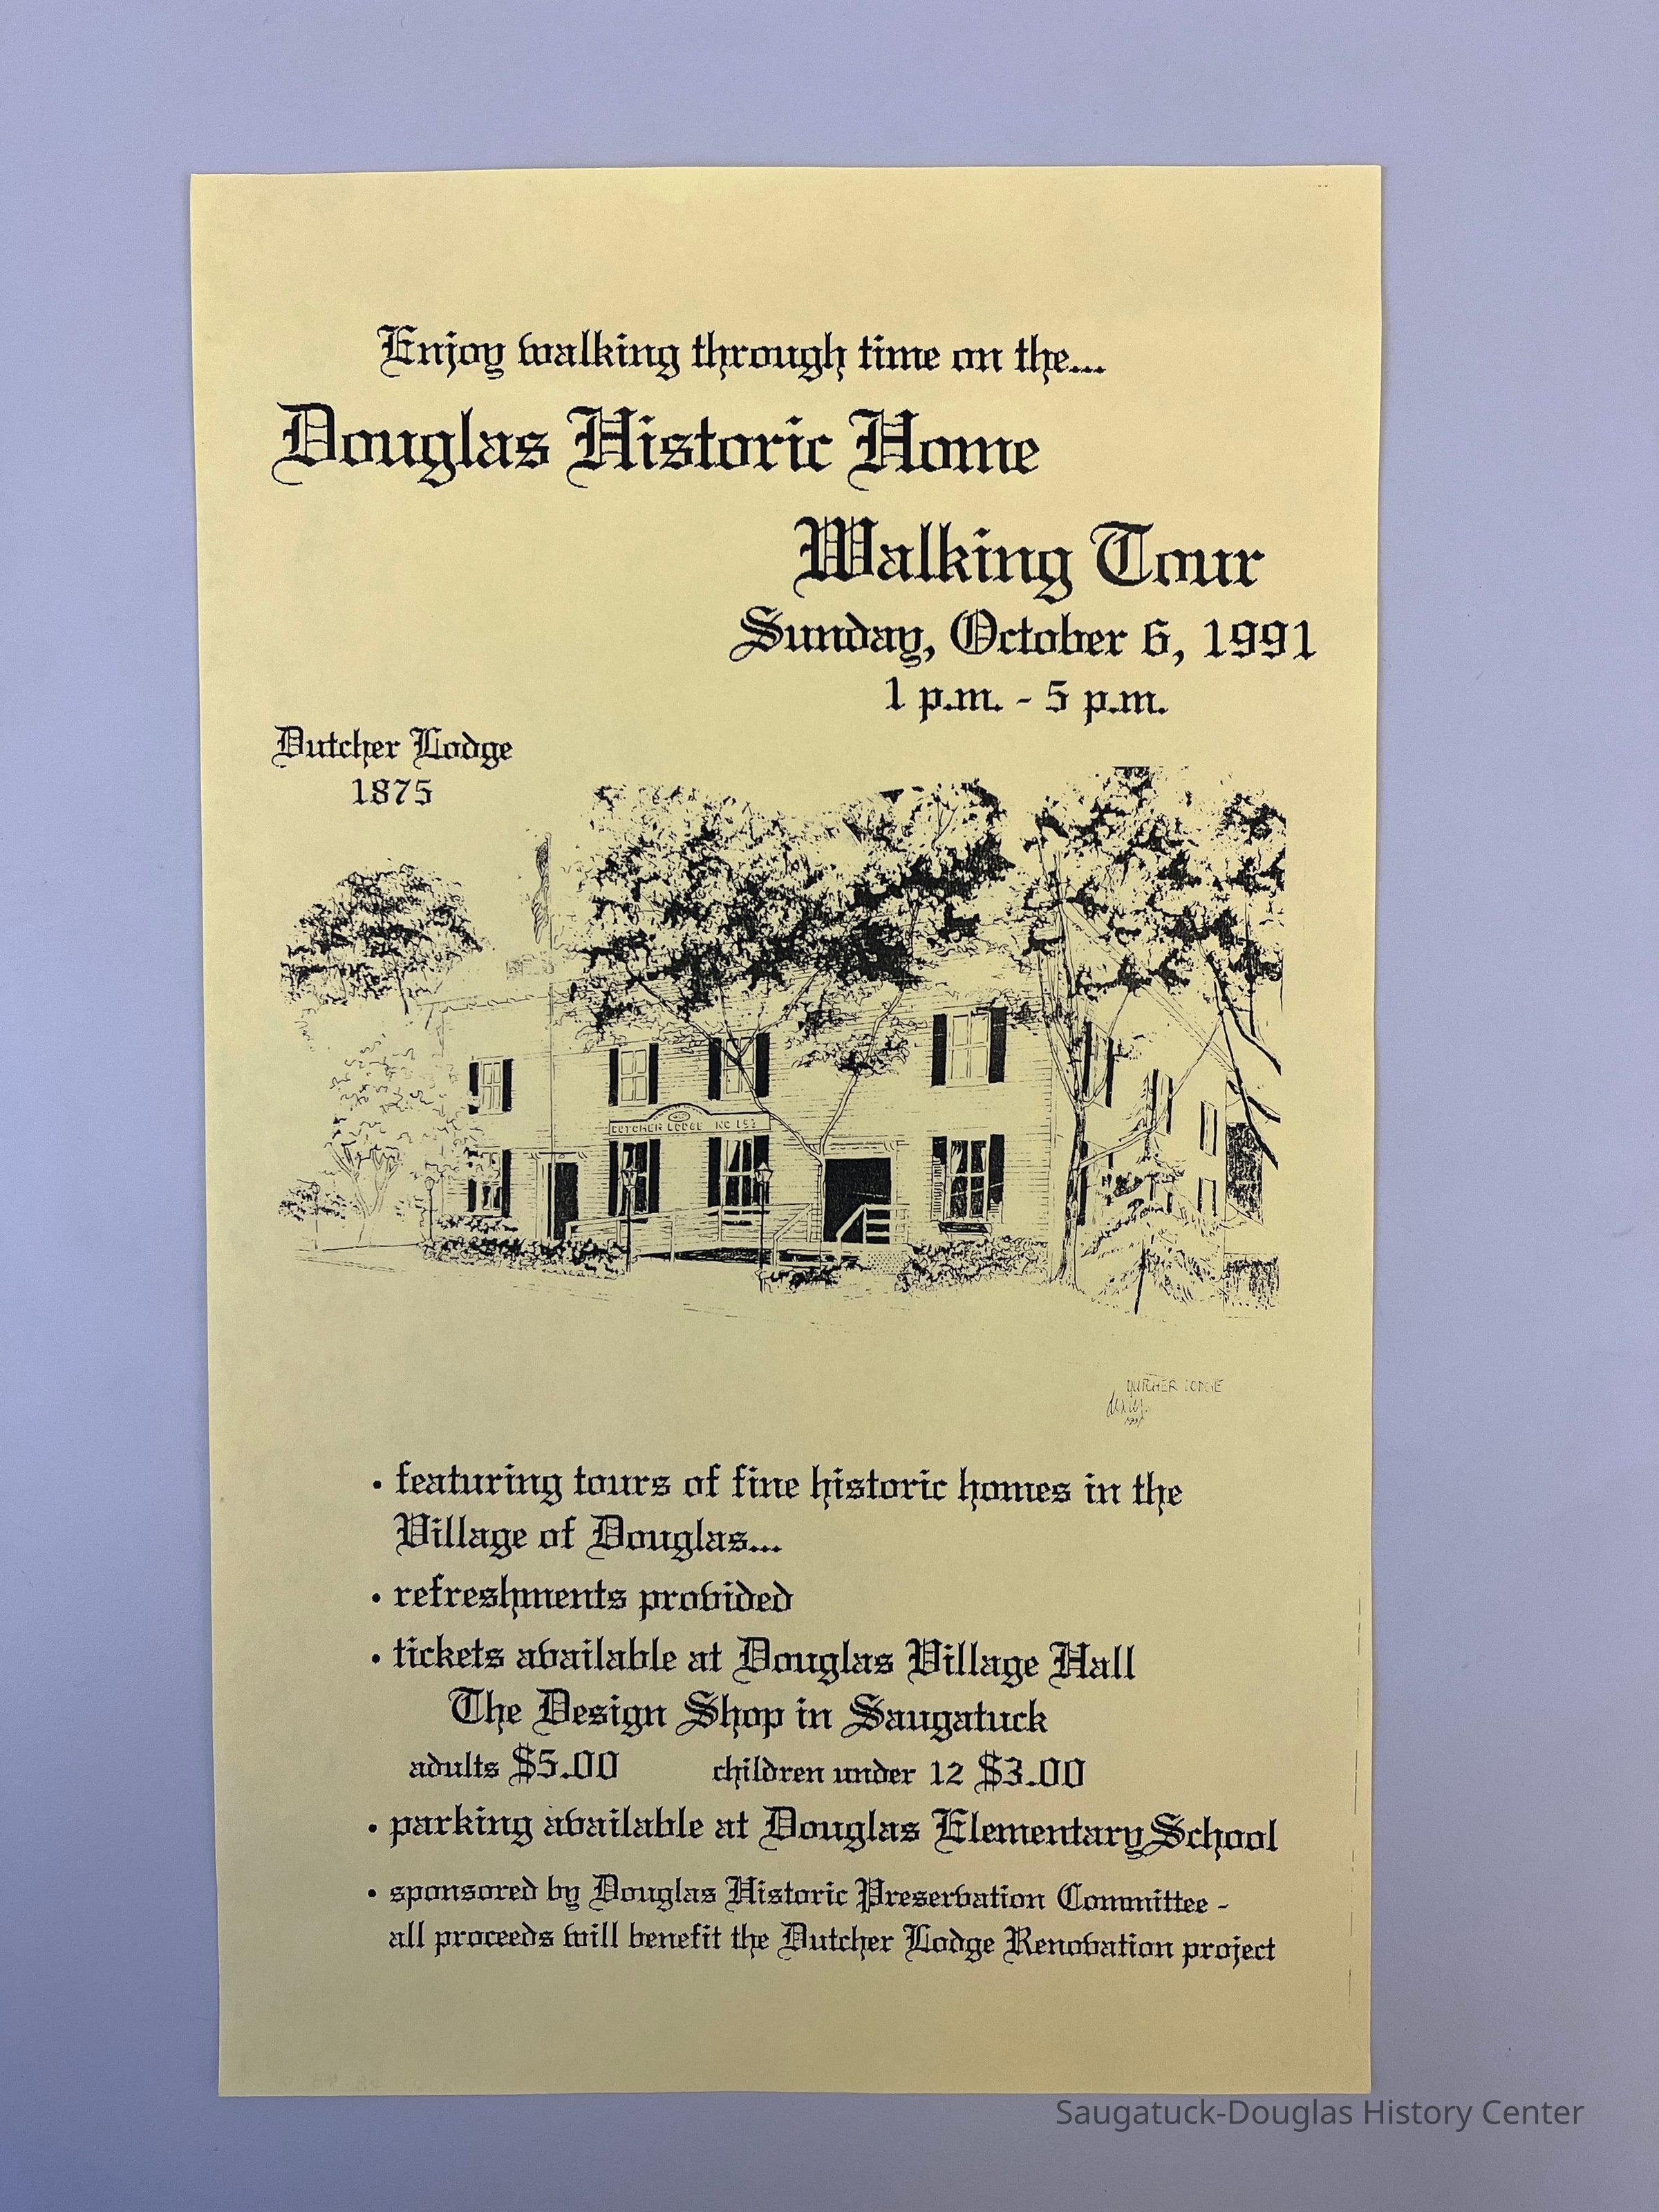 Enjoy walking through time on the...
Douglas Historic Home
Walking Tour
Sunday, October 6, 1991
1 p.m. - 5 p.m.
Dutcher Lodge
1875
DUTCHER LODGE NO 193
DUTCHER LODGE
• featuring tours of fine historic homes in the
Village of Douglas...
• refreshments provided
• tickets available at Douglas Village Hall
The Design Shop in Saugatuck
adults $5.00 children under 12 $3.00
• parking available at Douglas Elementary School
• sponsored by Douglas Historic Preservation Committee -
all proceeds will benefit the Dutcher Lodge Renovation project
Saugatuck-Douglas History Center